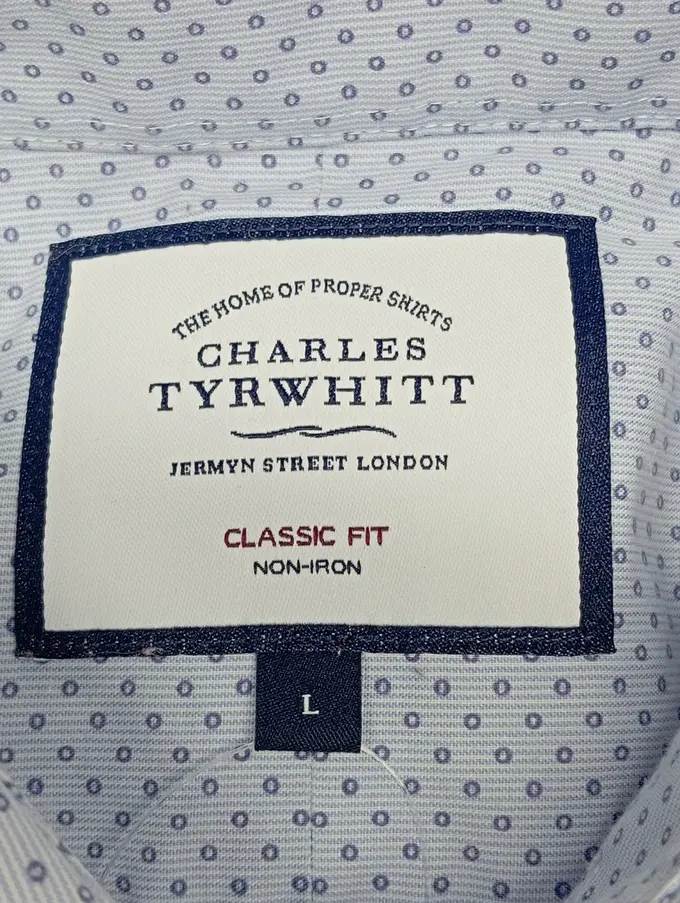 THE HOME OF PROPER SHIRTS
CHARLES
TYRWHITT
JERMYN STREET LONDON
CLASSIC FIT
NON-IRON
L